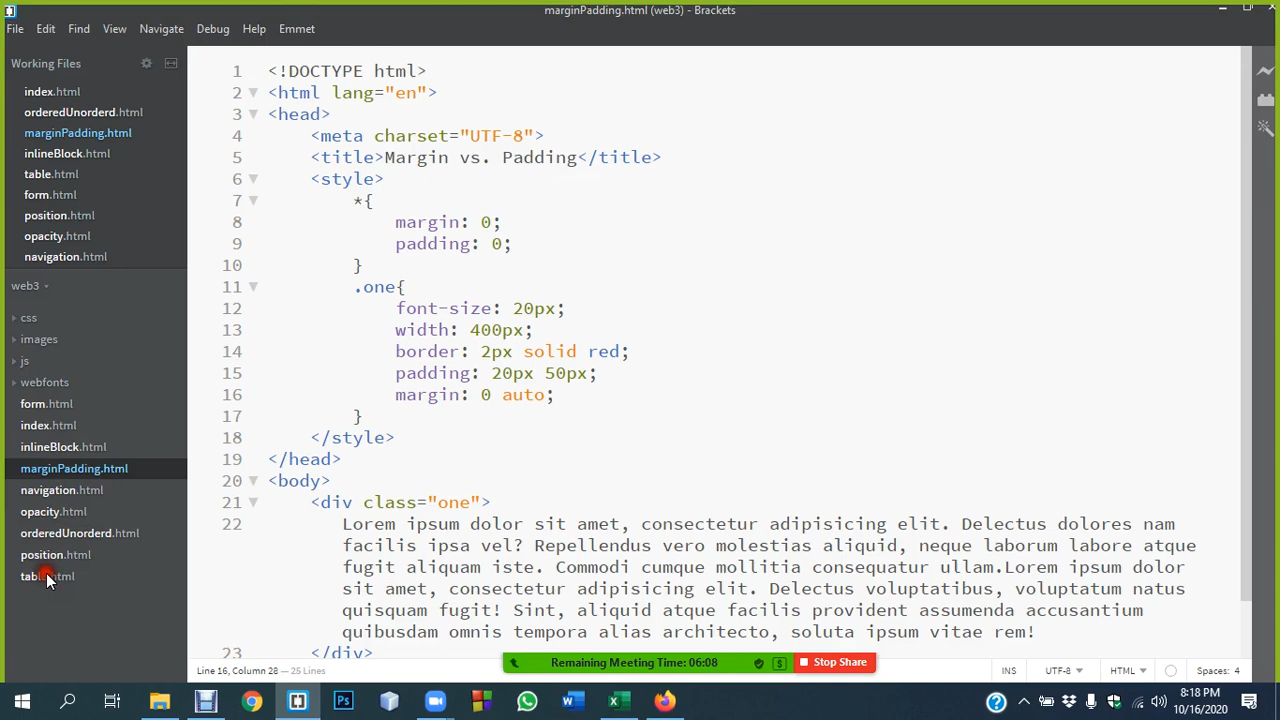 marginPadding.html (web3) - Brackets
File Edit Find View Navigate Debug Help Emmet
Working Files
index.html
orderedUnorderd.html
marginPadding.html
inlineBlock.html
table.html
form.html
position.html
opacity.html
navigation.html
web3
css
images
js
webfonts
form.html
index.html
inlineBlock.html
marginPadding.html
navigation.html
opacity.html
orderedUnorderd.html
position.html
table.html
1 <!DOCTYPE html>
2 <html lang="en">
3 <head>
4 <meta charset="UTF-8">
5 <title>Margin vs. Padding</title>
6 <style>
7 *{
8 margin: 0;
9 padding: 0;
10 }
11 .one{
12 font-size: 20px;
13 width: 400px;
14 border: 2px solid red;
15 padding: 20px 50px;
16 margin: 0 auto;
17 }
18 </style>
19 </head>
20 <body>
21 <div class="one">
22 Lorem ipsum dolor sit amet, consectetur adipisicing elit. Delectus dolores nam
facilis ipsa vel? Repellendus vero molestias aliquid, neque laborum labore atque
fugit aliquam iste. Commodi cumque mollitia consequatur ullam.Lorem ipsum dolor
sit amet, consectetur adipisicing elit. Delectus voluptatibus, voluptatum natus
quisquam fugit! Sint, aliquid atque facilis provident assumenda accusantium
quibusdam omnis tempora alias architecto, soluta ipsum vitae rem!
23 </div>
Line 16, Column 28 — 25 Lines
Remaining Meeting Time: 06:08
Stop Share
INS UTF-8 HTML Spaces: 4
8:18 PM
10/16/2020